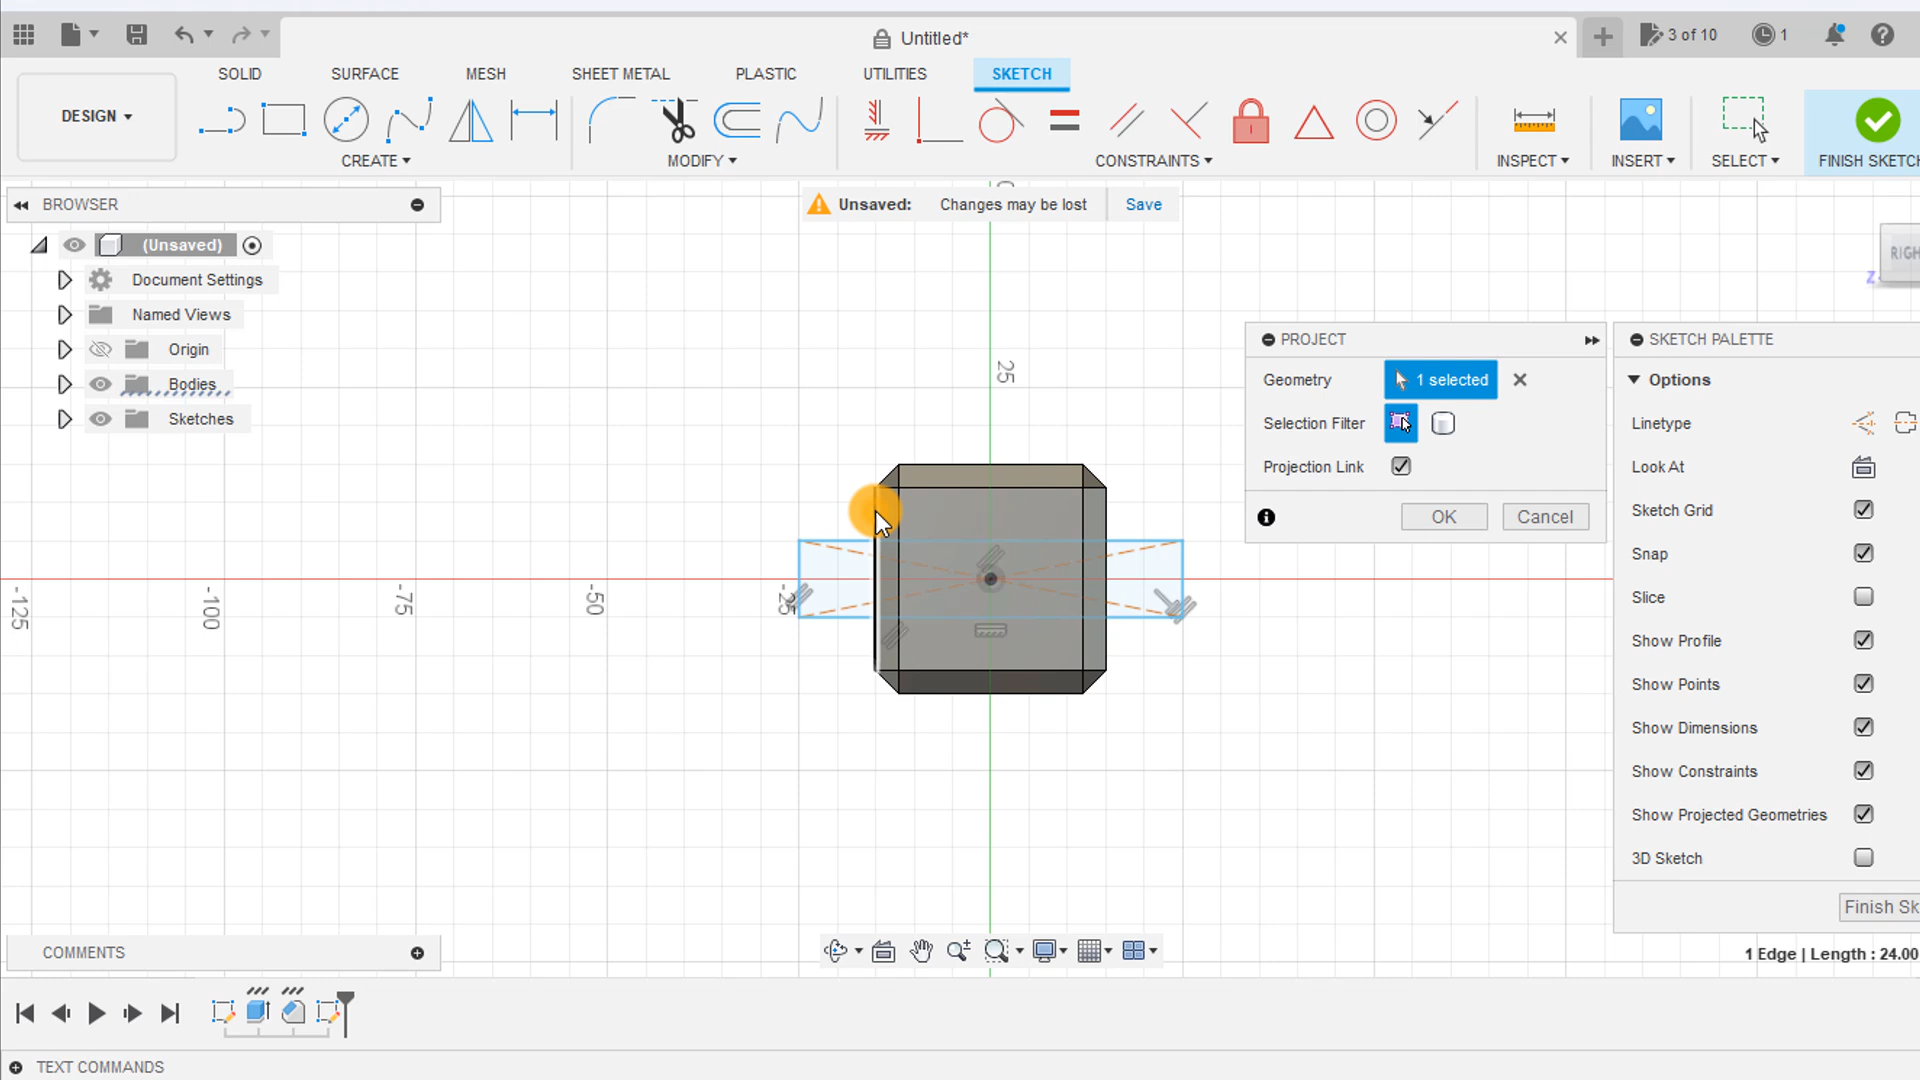 Untitled*
3 of 10
1
SOLID
SURFACE
MESH
SHEET METAL
PLASTIC
UTILITIES
SKETCH
DESIGN
CREATE
MODIFY
CONSTRAINTS
INSPECT
INSERT
SELECT
FINISH SKETCH
BROWSER
Unsaved: Changes may be lost Save
(Unsaved)
Document Settings
Named Views
Origin
Bodies
Sketches
RIGH
Z
25
-125
-100
-75
-50
-25
PROJECT
Geometry
1 selected
Selection Filter
Projection Link
OK
Cancel
SKETCH PALETTE
Options
Linetype
Look At
Sketch Grid
Snap
Slice
Show Profile
Show Points
Show Dimensions
Show Constraints
Show Projected Geometries
3D Sketch
Finish Sk
COMMENTS
1 Edge | Length : 24.00
TEXT COMMANDS